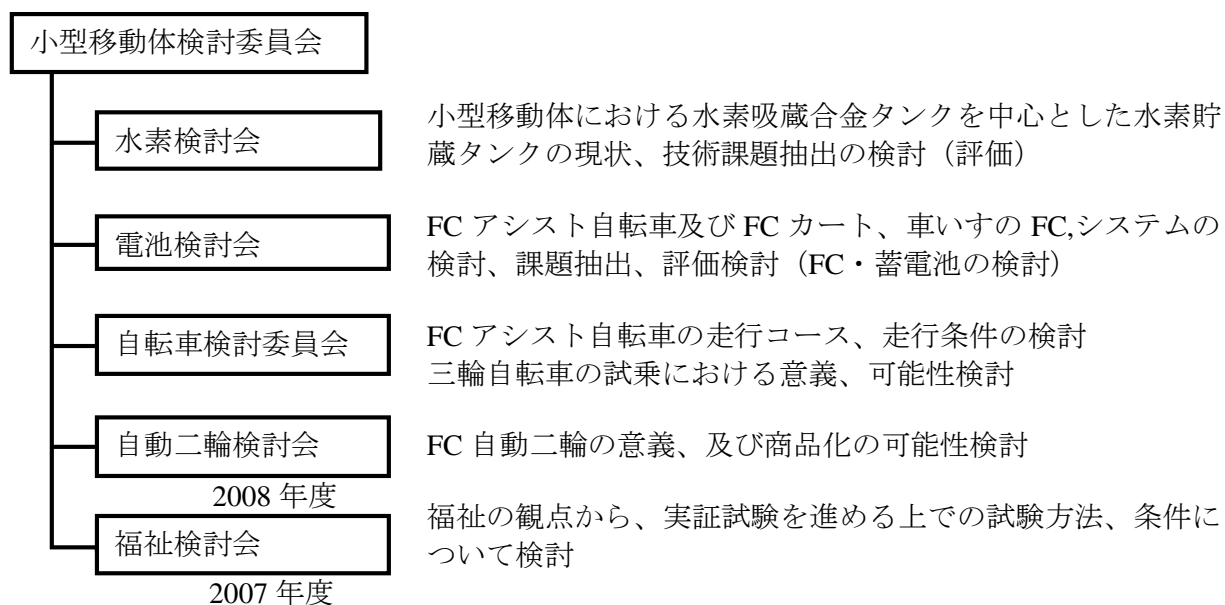 小型移動体検討委員会
水素検討会
小型移動体における水素吸蔵合金タンクを中心とした水素貯
蔵タンクの現状、技術課題抽出の検討（評価）
電池検討会
FC アシスト自転車及び FC カート、車いすの FC,システムの
検討、課題抽出、評価検討（FC・蓄電池の検討）
自転車検討委員会
FC アシスト自転車の走行コース、走行条件の検討
三輪自転車の試乗における意義、可能性検討
自動二輪検討会
FC 自動二輪の意義、及び商品化の可能性検討
2008 年度
福祉検討会
福祉の観点から、実証試験を進める上での試験方法、条件に
ついて検討
2007 年度